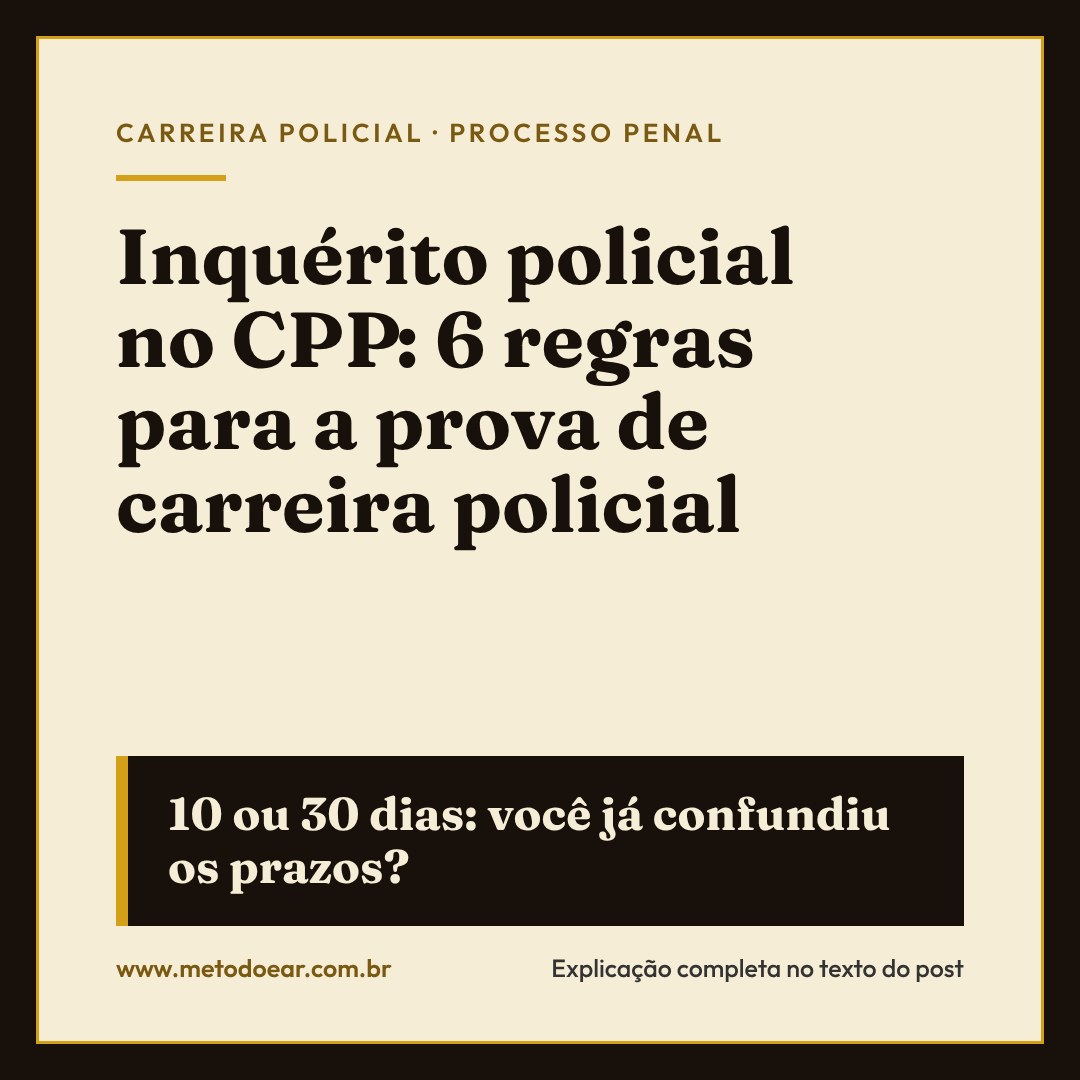 CARREIRA POLICIAL · PROCESSO PENAL
Inquérito policial
no CPP: 6 regras
para a prova de
carreira policial
10 ou 30 dias: você já confundiu
os prazos?
www.metodoear.com.br
Explicação completa no texto do post